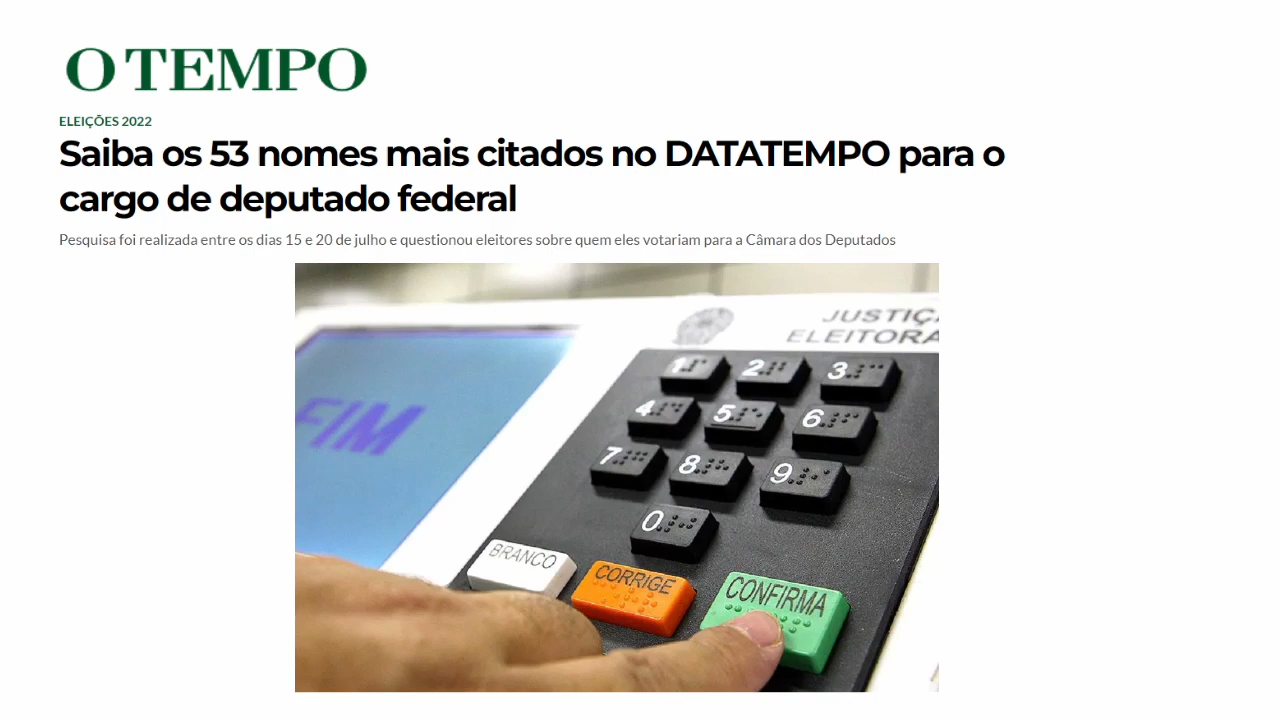 O TEMPO
ELEIÇÕES 2022
Saiba os 53 nomes mais citados no DATATEMPO para o
cargo de deputado federal
Pesquisa foi realizada entre os dias 15 e 20 de julho e questionou eleitores sobre quem eles votariam para a Câmara dos Deputados
JUSTIÇA
ELEITORA
FIM
1 2 3
4 5 6
7 8 9
0
BRANCO CORRIGE CONFIRMA